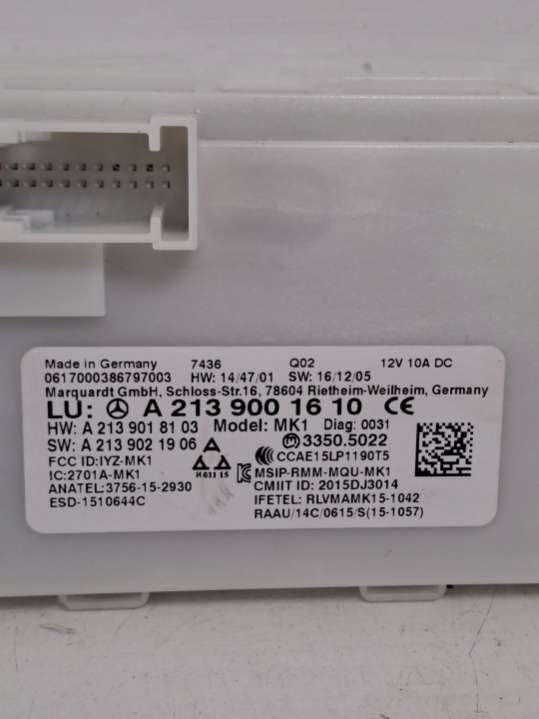 Made in Germany 7436 Q02 12V 10A DC
0617000386797003 HW: 14/47/01 SW: 16/12/05
Marquardt GmbH, Schloss-Str.16, 78604 Rietheim-Weilheim, Germany
LU: A 213 900 16 10 CE
HW: A 213 901 81 03 Model: MK1 Diag: 0031
SW: A 213 902 19 06 A 3350.5022
CCAE15LP1190T5
FCC ID:IYZ-MK1 R 011 15 MSIP-RMM-MQU-MK1
IC:2701A-MK1 CMIIT ID: 2015DJ3014
ANATEL:3756-15-2930 IFETEL: RLVMAMK15-1042
ESD-1510644C RAAU/14C/0615/S(15-1057)